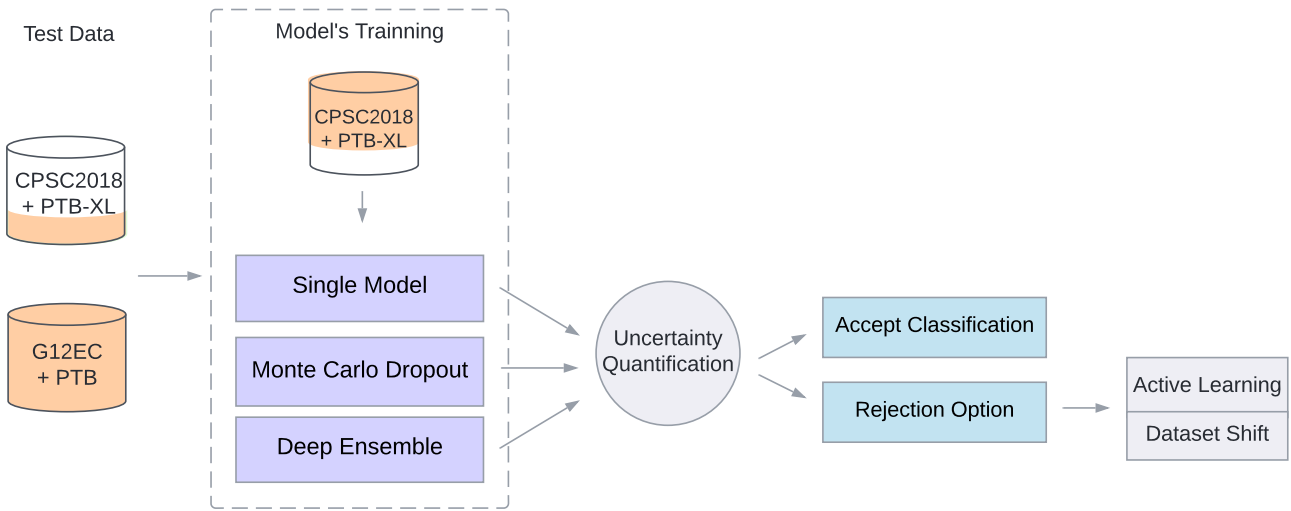 Test Data
CPSC2018
+ PTB-XL
G12EC
+ PTB
Model's Trainning
CPSC2018
+ PTB-XL
Single Model
Monte Carlo Dropout
Deep Ensemble
Uncertainty
Quantification
Accept Classification
Rejection Option
Active Learning
Dataset Shift